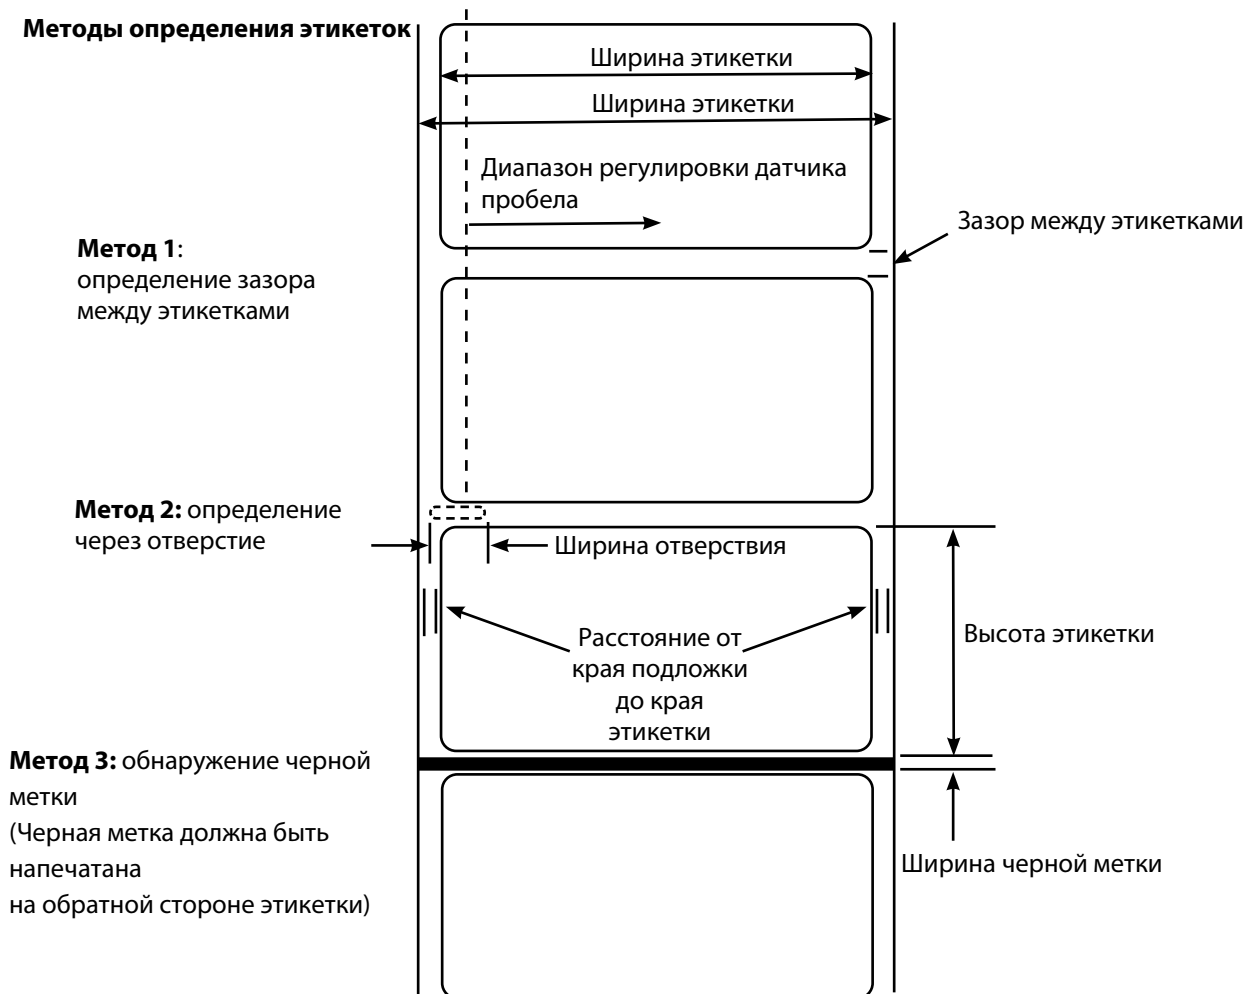 Методы определения этикеток
Ширина этикетки
Ширина этикетки
Диапазон регулировки датчика
пробела
Зазор между этикетками
Метод 1:
определение зазора
между этикетками
Метод 2: определение
через отверстие
Ширина отверствия
Расстояние от
края подложки
до края
этикетки
Высота этикетки
Метод 3: обнаружение черной
метки
(Черная метка должна быть
напечатана
на обратной стороне этикетки)
Ширина черной метки